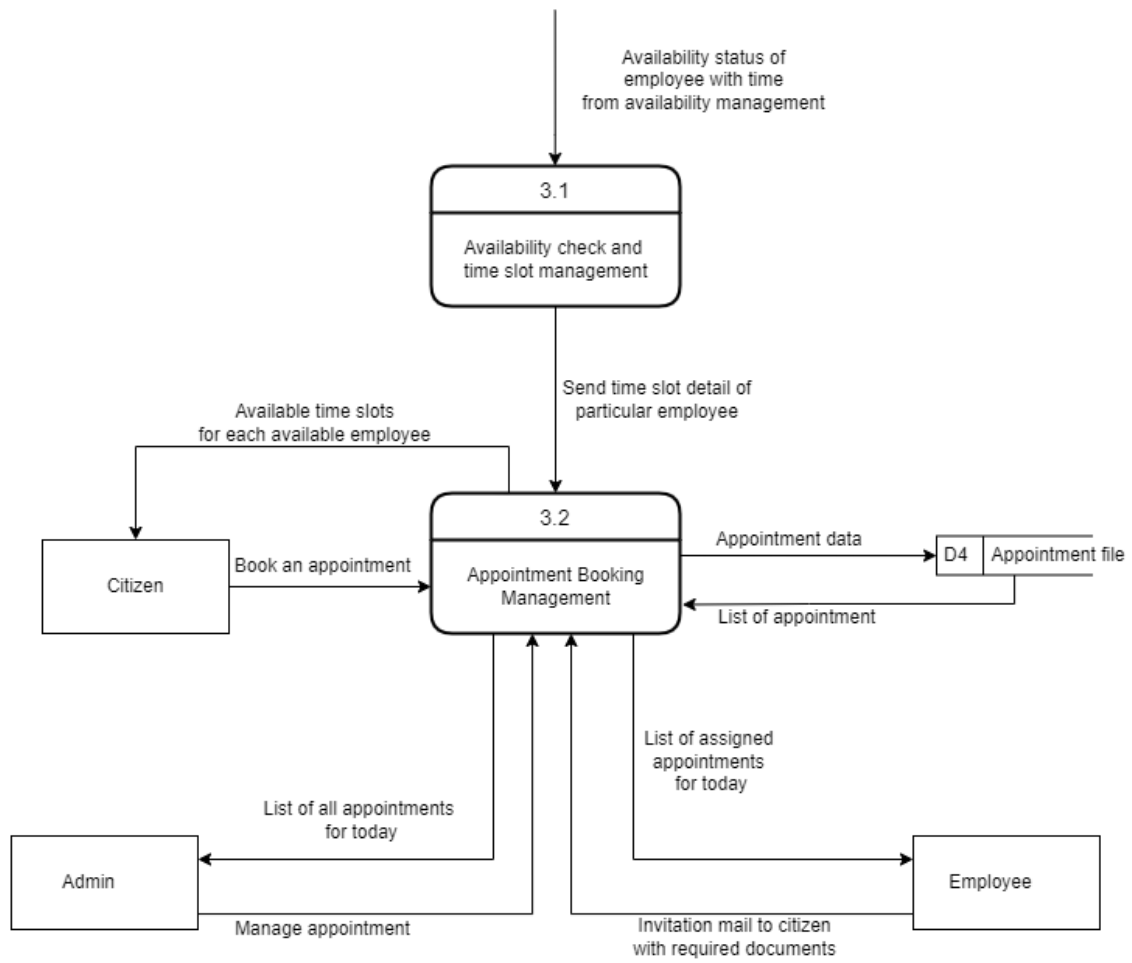 Availability status of
employee with time
from availability management
3.1
Availability check and
time slot management
Send time slot detail of
particular employee
Available time slots
for each available employee
3.2
Appointment Booking
Management
Citizen
Book an appointment
Appointment data
D4
Appointment file
List of appointment
List of assigned
appointments
for today
List of all appointments
for today
Admin
Manage appointment
Employee
Invitation mail to citizen
with required documents